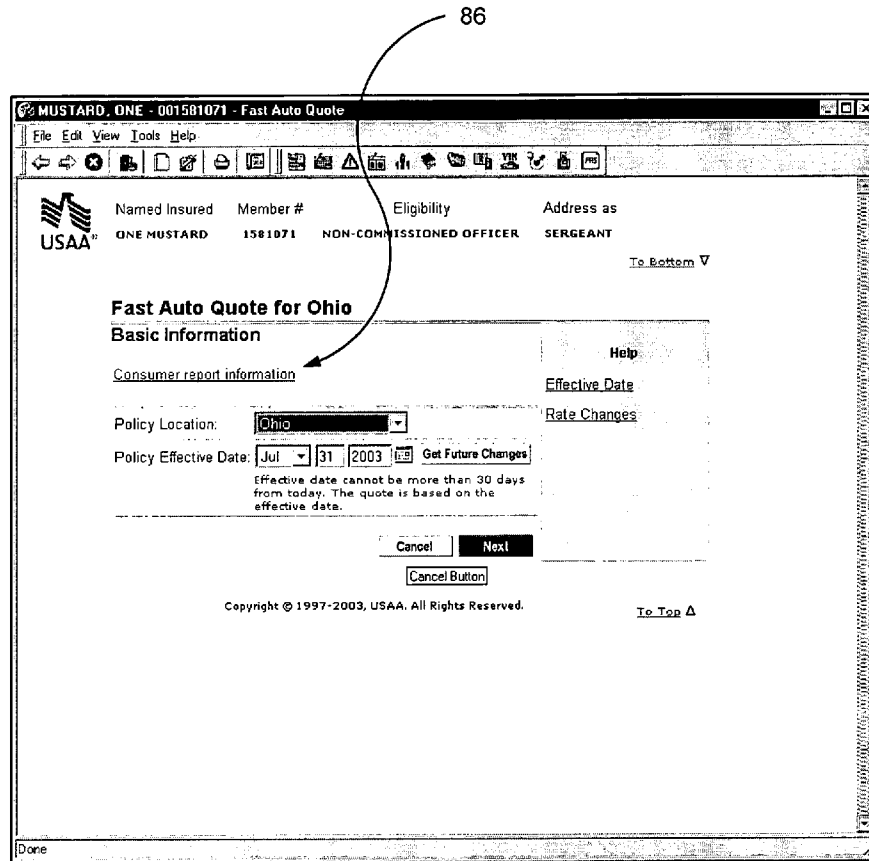 86
MUSTARD, ONE - 001581071 - Fast Auto Quote
File Edit View Tools Help
VIN
PRS
Named Insured Member # Eligibility Address as
USAA® ONE MUSTARD 1581071 NON-COMMISSIONED OFFICER SERGEANT
To Bottom
Fast Auto Quote for Ohio
Basic Information
Help
Consumer report information
Effective Date
Policy Location: Ohio
Rate Changes
Policy Effective Date: Jul 31 2003 Get Future Changes
Effective date cannot be more than 30 days
from today. The quote is based on the
effective date.
Cancel Next
Cancel Button
Copyright © 1997-2003, USAA. All Rights Reserved.
To Top
Done